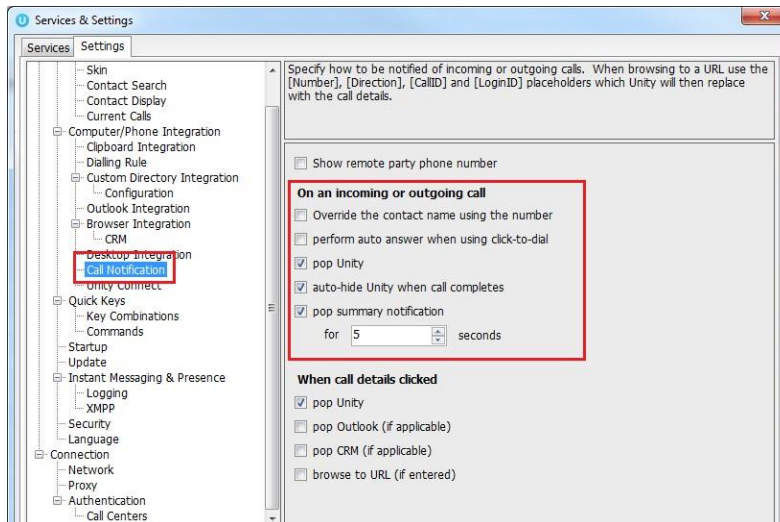 Services & Settings
Services
Settings
Skin
Contact Search
Contact Display
Current Calls
Computer/Phone Integration
Clipboard Integration
Dialling Rule
Custom Directory Integration
Configuration
Outlook Integration
Browser Integration
CRM
Desktop Integration
Call Notification
Unity Connect
Quick Keys
Key Combinations
Commands
Startup
Update
Instant Messaging & Presence
Logging
XMPP
Security
Language
Connection
Network
Proxy
Authentication
Call Centers
Specify how to be notified of incoming or outgoing calls. When browsing to a URL use the
[Number], [Direction], [CallID] and [LoginID] placeholders which Unity will then replace
with the call details.
Show remote party phone number
On an incoming or outgoing call
Override the contact name using the number
perform auto answer when using click-to-dial
pop Unity
auto-hide Unity when call completes
pop summary notification
for 5 seconds
When call details clicked
pop Unity
pop Outlook (if applicable)
pop CRM (if applicable)
browse to URL (if entered)